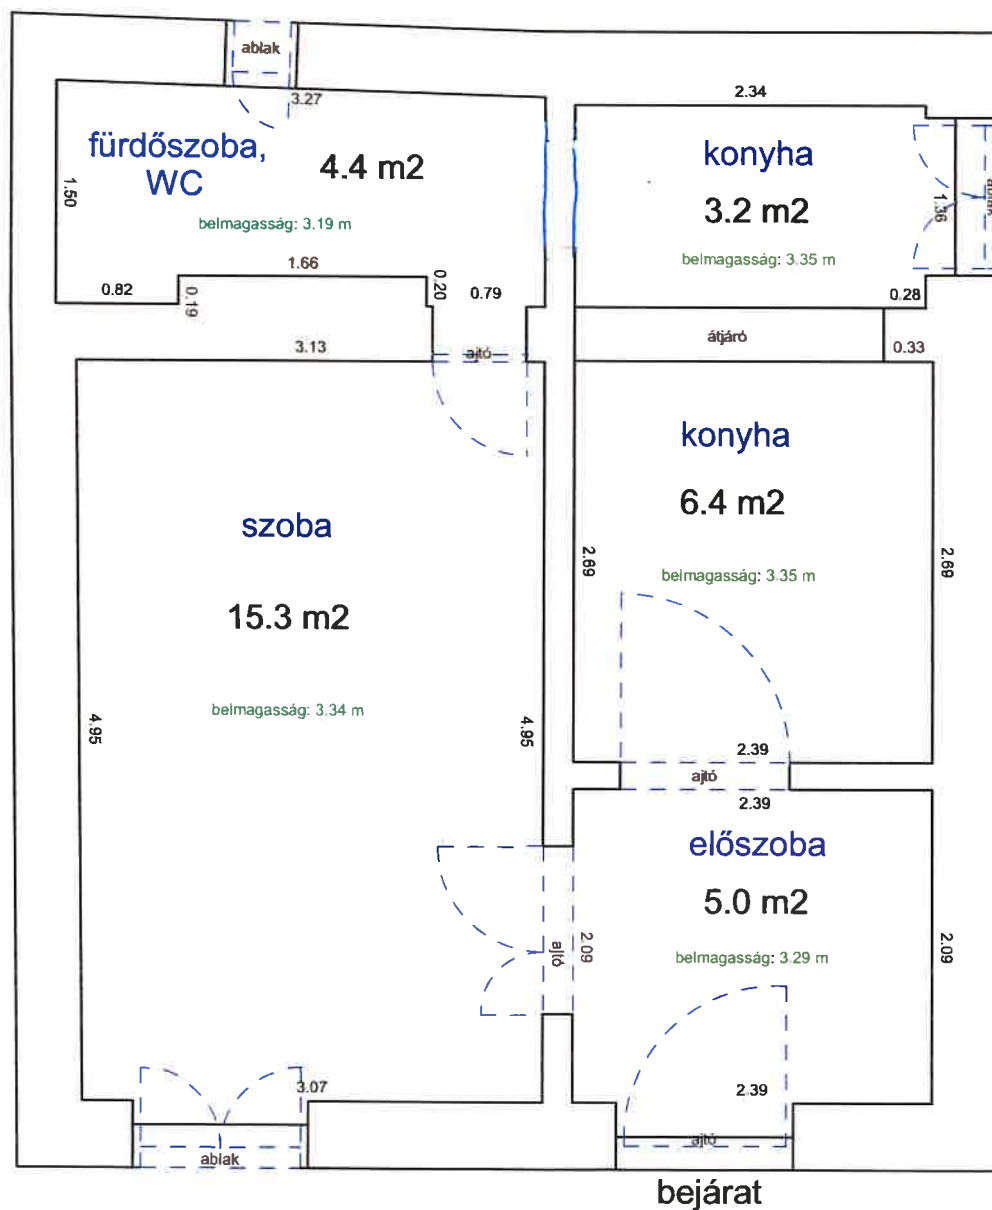 ablak
3.27
2.34
fürdőszoba,
WC
4.4 m2
1.50
belmagasság: 3.19 m
konyha
3.2 m2
1.36
ablak
belmagasság: 3.35 m
1.66
0.82
0.19
0.20
0.79
0.28
3.13
ajtó
átjáró
0.33
konyha
6.4 m2
2.69
2.69
belmagasság: 3.35 m
szoba
15.3 m2
belmagasság: 3.34 m
4.95
4.95
2.39
ajtó
2.39
előszoba
5.0 m2
ajtó
2.09
2.09
belmagasság: 3.29 m
3.07
2.39
ablak
ajtó
bejárat